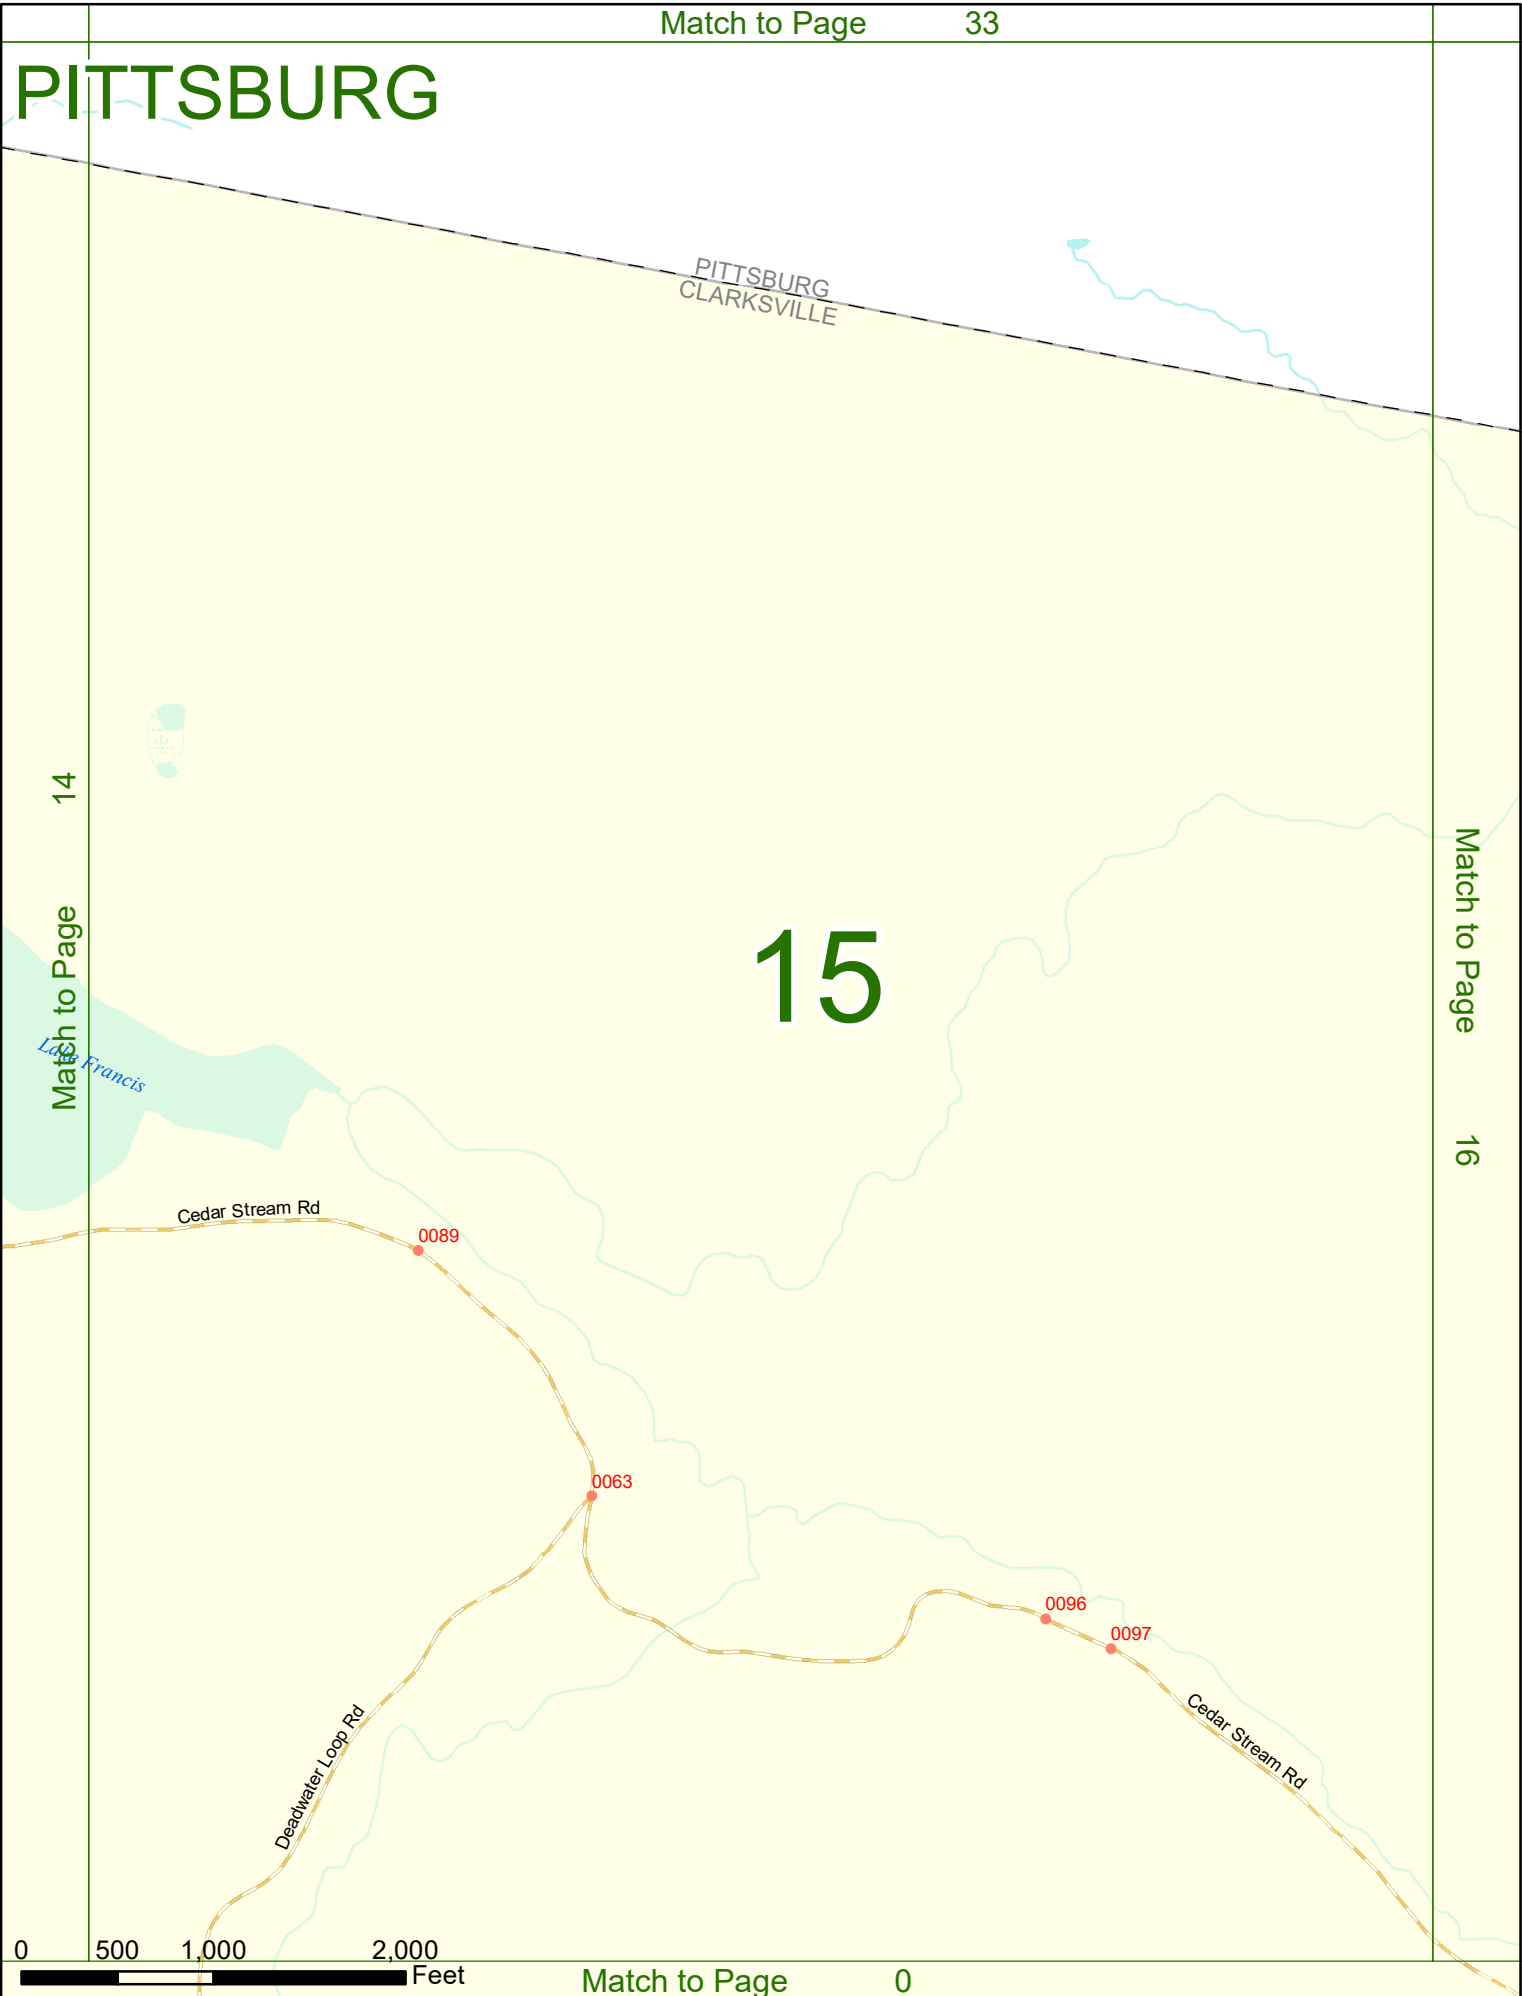 Match to Page 33
PITTSBURG
PITTSBURG
CLARKSVILLE
Match to Page 14
15
Match to Page 16
Lake Francis
Cedar Stream Rd
0089
0063
0096
0097
Cedar Stream Rd
Deadwater Loop Rd
0 500 1,000 2,000
Feet
Match to Page 0